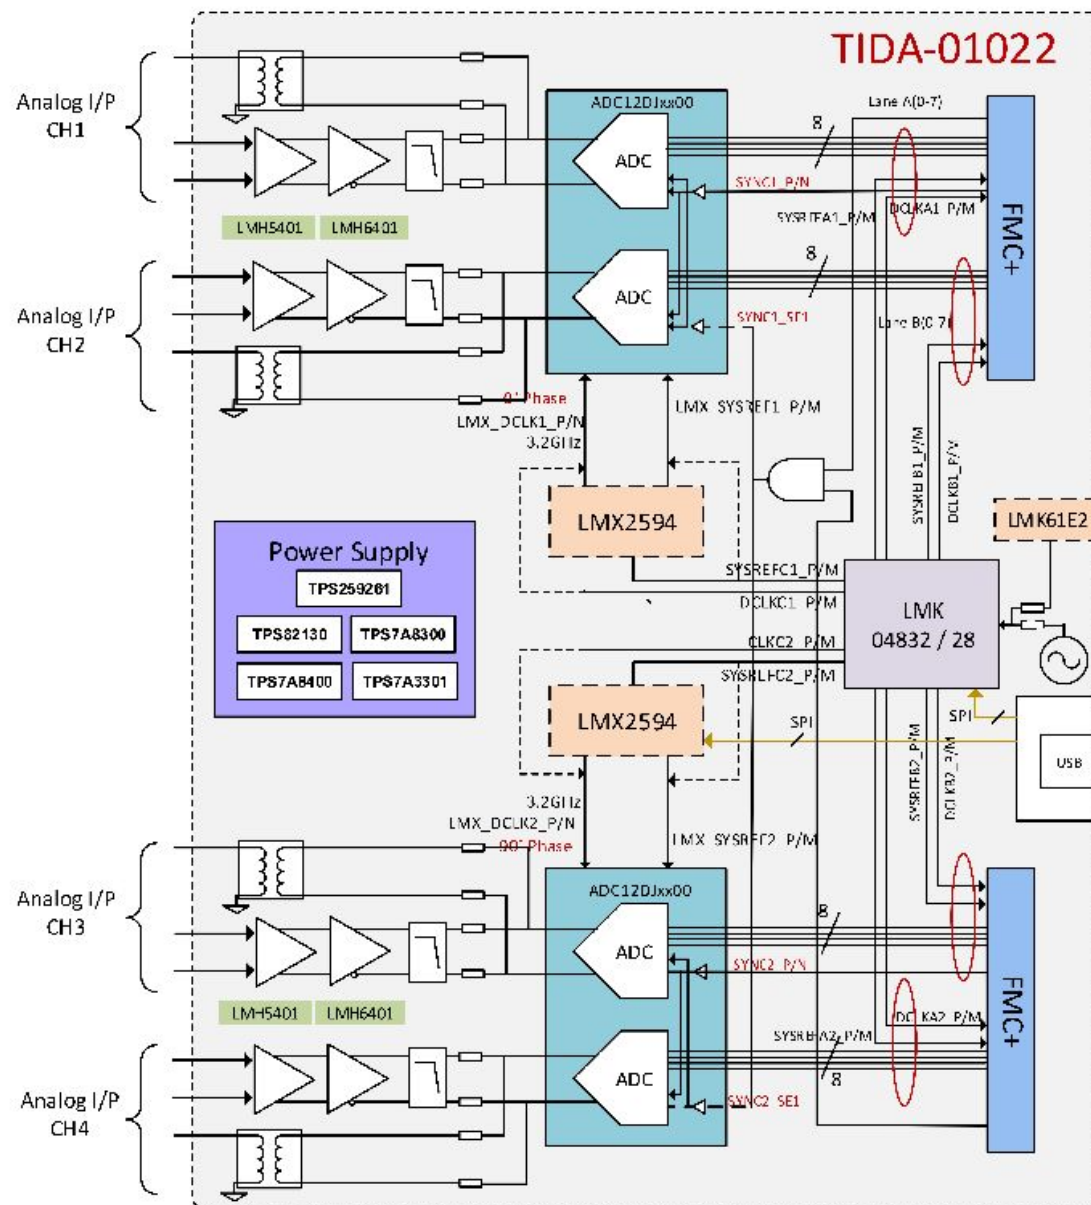 TIDA-01022
Analog I/P
CH1
ADC12DJxx00
ADC
Lane A(0-7)
8
SYNC1_P/N
SYSREFA1_P/M
DCLKA1_P/M
FMC+
LMH5401
LMH6401
Analog I/P
CH2
ADC
8
SYNC1_SE1
Lane B(0-7)
0° Phase
LMX_DCLK1_P/N
3.2GHz
LMX_SYSREF1_P/M
SYSREFB1_P/M
DCLKB1_P/V
LMX2594
LMK61E2
Power Supply
TPS259261
TPS82130
TPS7A8300
TPS7A8400
TPS7A3301
SYSREFC1_P/M
DCLKC1_P/M
LMK
04832 / 28
CLKC2_P/M
SYSREFC2_P/M
LMX2594
SPI
SPI
USB
SYSREFB2_P/M
DCLKB2_P/M
3.2GHz
LMX_DCLK2_P/N
90° Phase
LMX_SYSREF2_P/M
Analog I/P
CH3
ADC12DJxx00
ADC
8
SYNC2_P/N
FMC+
LMH5401
LMH6401
DCLKA2_P/M
SYSREFA2_P/M
Analog I/P
CH4
ADC
8
SYNC2_SE1